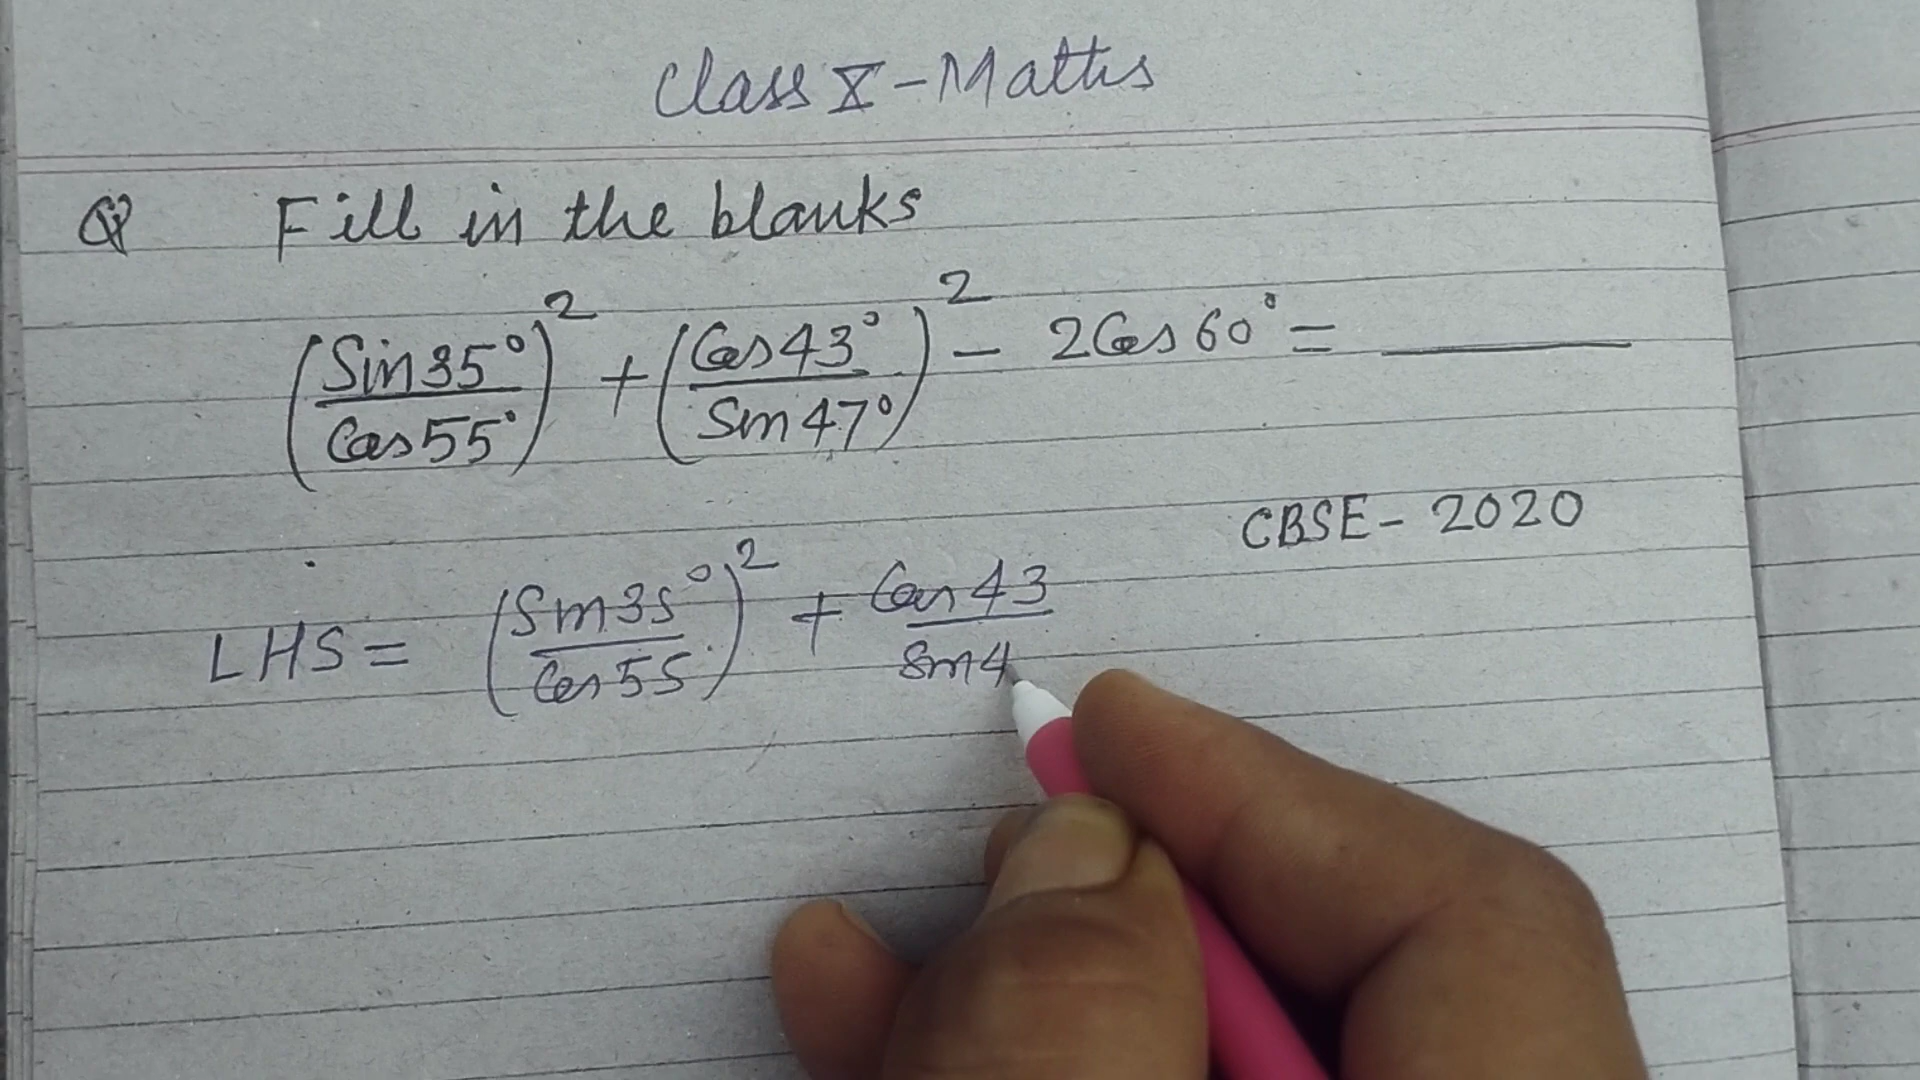 Class X - Maths
Q Fill in the blanks
(Sin35°/Cos55°)² + (Cos43°/Sin47°)² - 2Cos60° = ________
CBSE - 2020
LHS = (Sin35°/Cos55)² + Cos43/Sin4